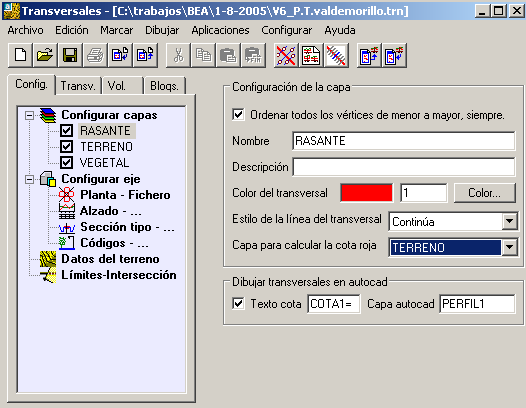 Transversales - [C:\trabajos\BEA\1-8-2005\V6_P.T.valdemorillo.trn]
Archivo Edición Marcar Dibujar Aplicaciones Configurar Ayuda
Config. Transv. Vol. Bloqs.
Configurar capas
RASANTE
TERRENO
VEGETAL
Configurar eje
Planta - Fichero
Alzado - ...
Sección tipo - ...
Códigos - ...
Datos del terreno
Límites-Intersección
Configuración de la capa
Ordenar todos los vértices de menor a mayor, siempre.
Nombre RASANTE
Descripción
Color del transversal 1 Color...
Estilo de la línea del transversal Continúa
Capa para calcular la cota roja TERRENO
Dibujar transversales en autocad
Texto cota COTA1= Capa autocad PERFIL1